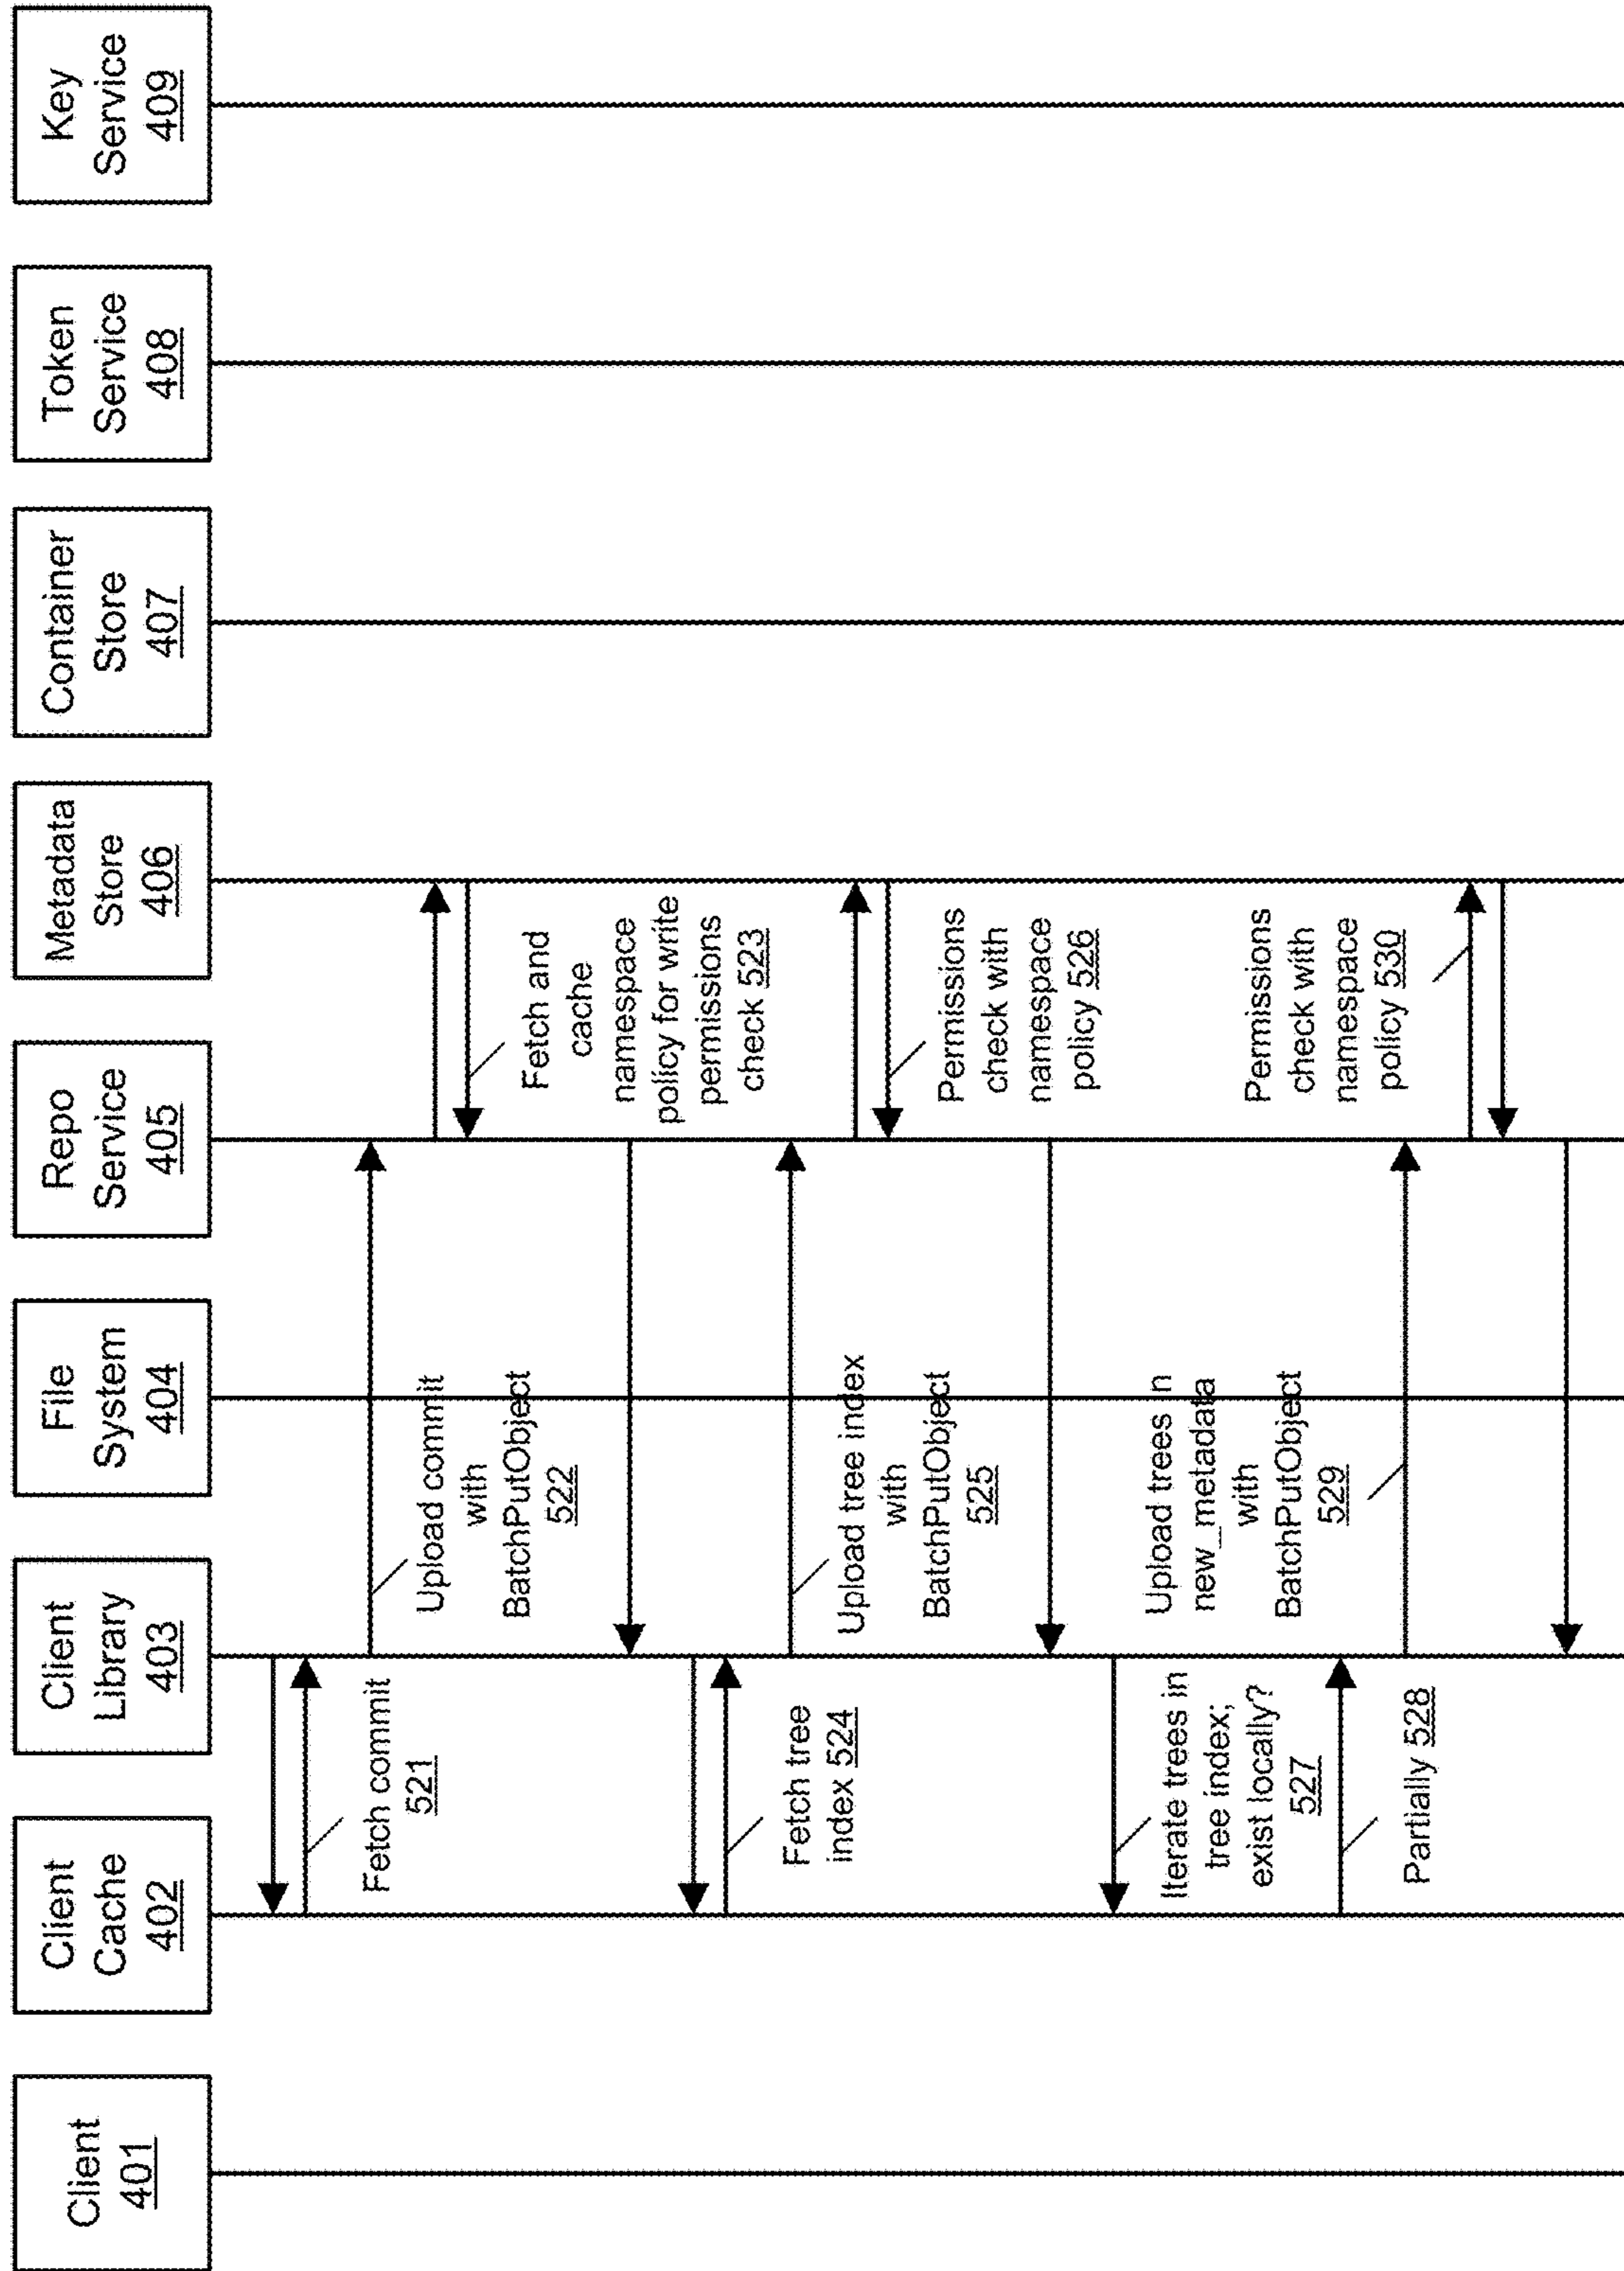 Client
401
Client
Cache
402
Client
Library
403
File
System
404
Repo
Service
405
Metadata
Store
406
Container
Store
407
Token
Service
408
Key
Service
409
Fetch commit
521
Upload commit
with
BatchPutObject
522
Fetch and
cache
namespace
policy for write
permissions
check 523
Fetch tree
index 524
Upload tree index
with
BatchPutObject
525
Permissions
check with
namespace
policy 526
Iterate trees in
tree index;
exist locally?
527
Partially 528
Upload trees n
new_metadata
with
BatchPutObject
529
Permissions
check with
namespace
policy 530